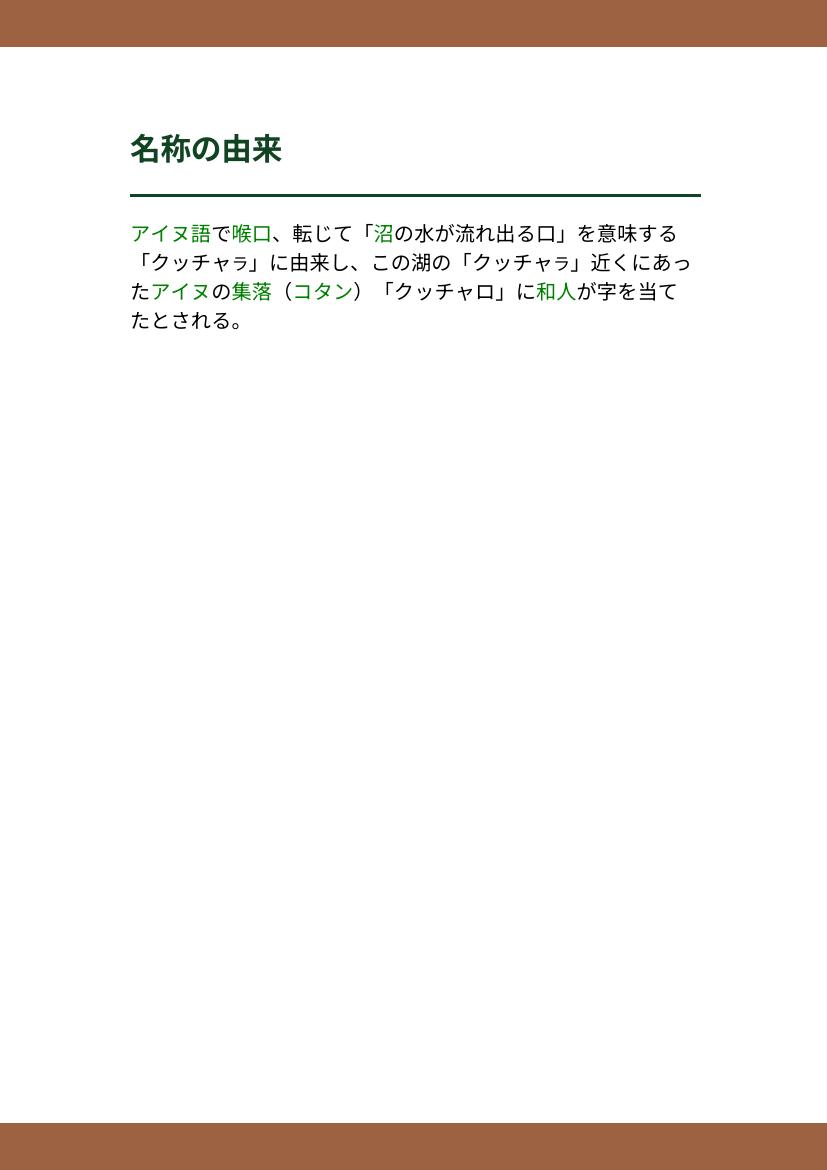 名称の由来
アイヌ語で喉口、転じて「沼の水が流れ出る口」を意味する
「クッチャㇻ」に由来し、この湖の「クッチャㇻ」近くにあっ
たアイヌの集落（コタン）「クッチャロ」に和人が字を当て
たとされる。